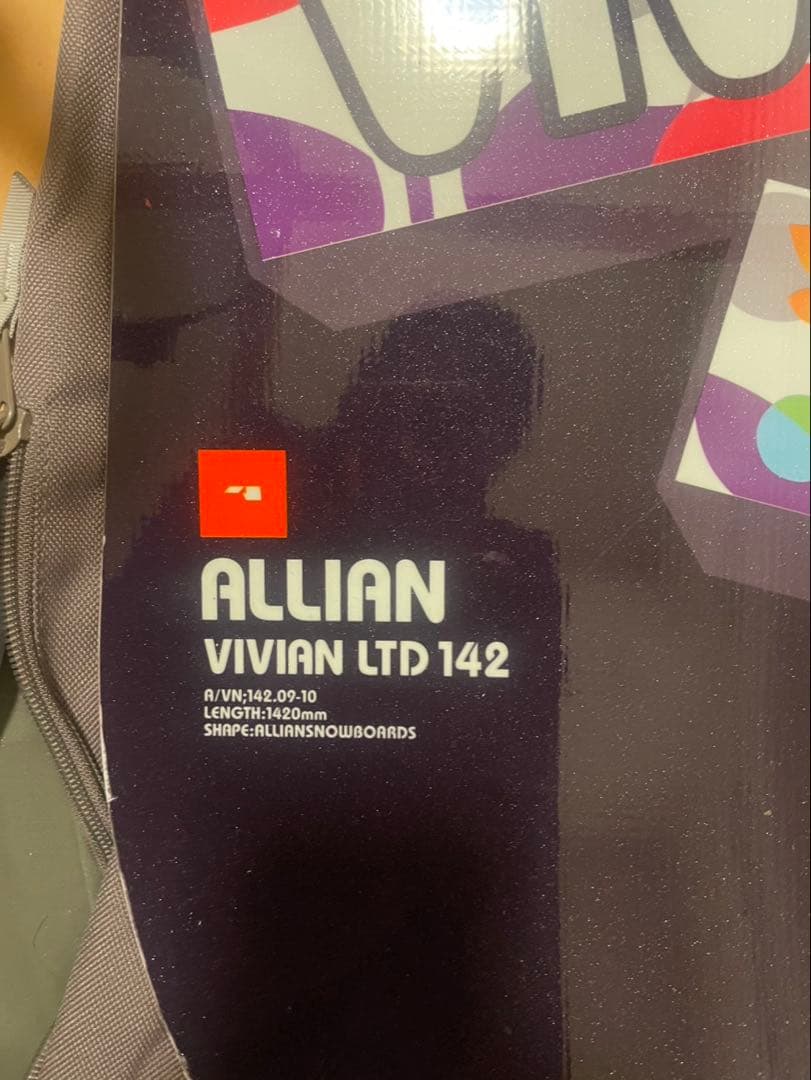 ALLIAN
VIVIAN LTD 142
A/VN;142.09-10
LENGTH:1420mm
SHAPE:ALLIANSNOWBOARDS